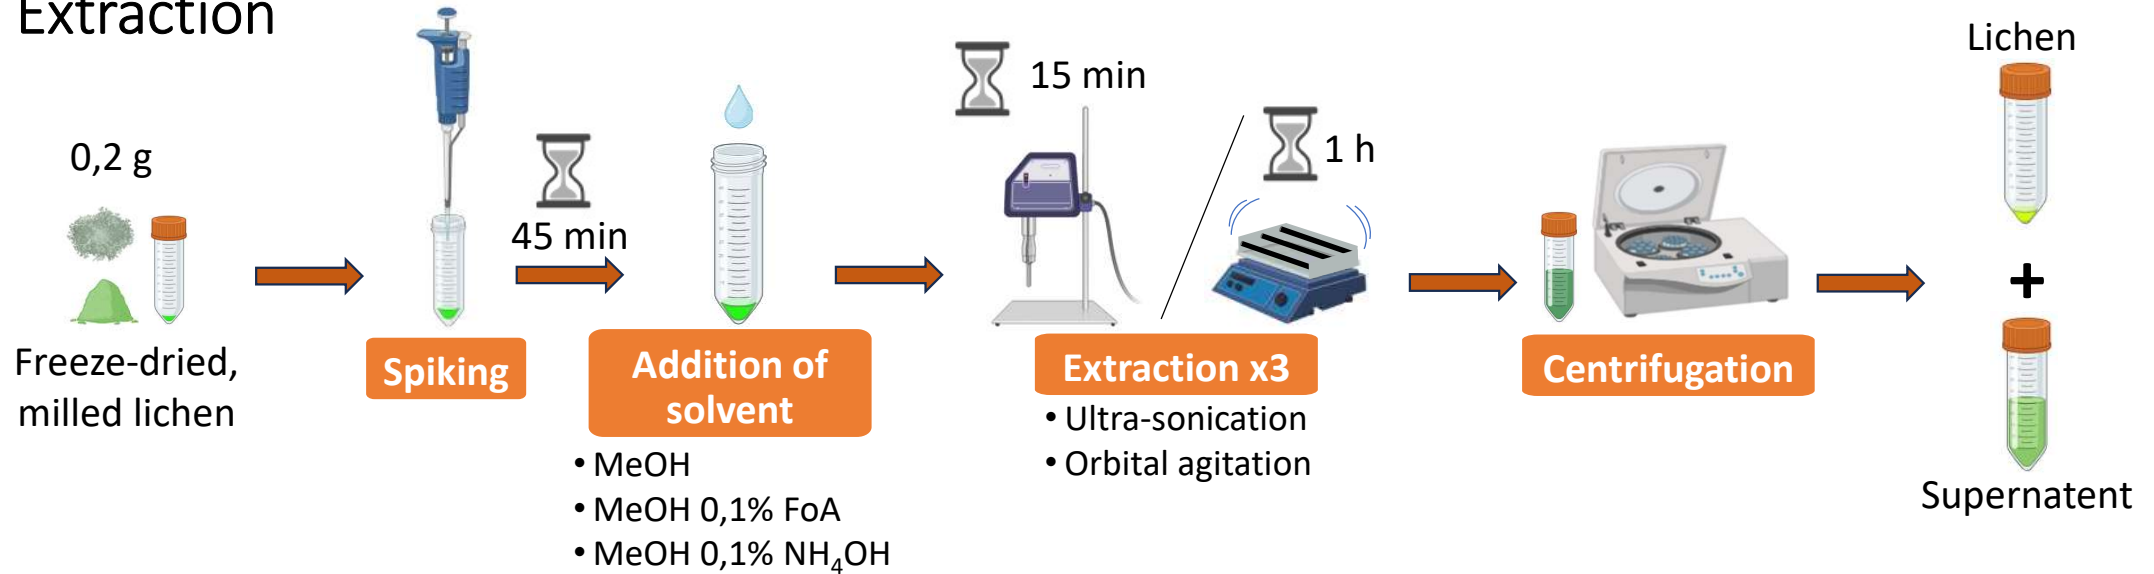 Extraction
0,2 g
Freeze-dried,
milled lichen
Spiking
45 min
Addition of
solvent
• MeOH
• MeOH 0,1% FoA
• MeOH 0,1% NH₄OH
15 min
1 h
Extraction x3
• Ultra-sonication
• Orbital agitation
Centrifugation
Lichen
+
Supernatent